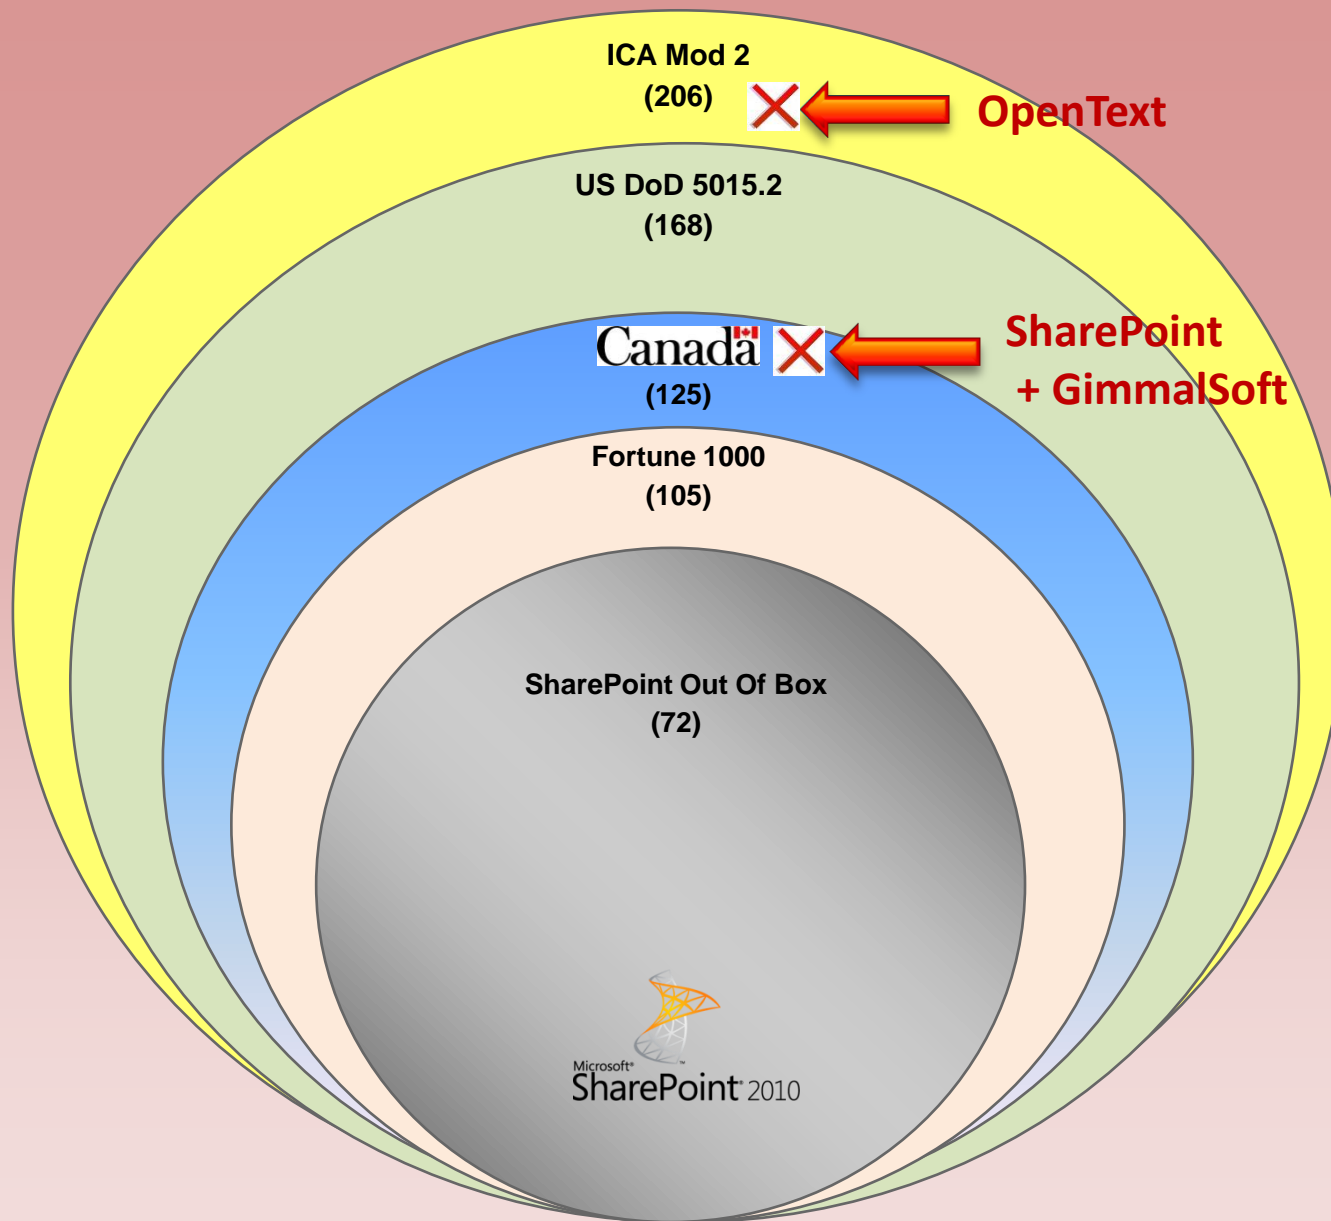 ICA Mod 2
(206)
OpenText
US DoD 5015.2
(168)
Canada
(125)
SharePoint
+ GimmalSoft
Fortune 1000
(105)
SharePoint Out Of Box
(72)
Microsoft®
SharePoint® 2010
™